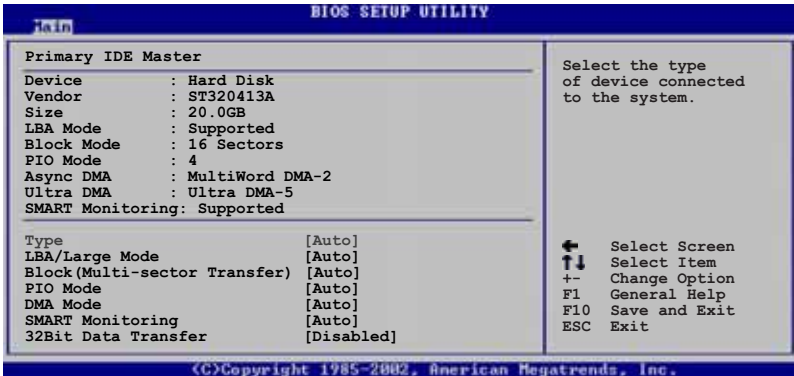 BIOS SETUP UTILITY
Main
Primary IDE Master
Device : Hard Disk
Vendor : ST320413A
Size : 20.0GB
LBA Mode : Supported
Block Mode : 16 Sectors
PIO Mode : 4
Async DMA : MultiWord DMA-2
Ultra DMA : Ultra DMA-5
SMART Monitoring: Supported
Type [Auto]
LBA/Large Mode [Auto]
Block(Multi-sector Transfer) [Auto]
PIO Mode [Auto]
DMA Mode [Auto]
SMART Monitoring [Auto]
32Bit Data Transfer [Disabled]
Select the type
of device connected
to the system.
← Select Screen
↑↓ Select Item
+- Change Option
F1 General Help
F10 Save and Exit
ESC Exit
(C)Copyright 1985-2002, American Megatrends, Inc.